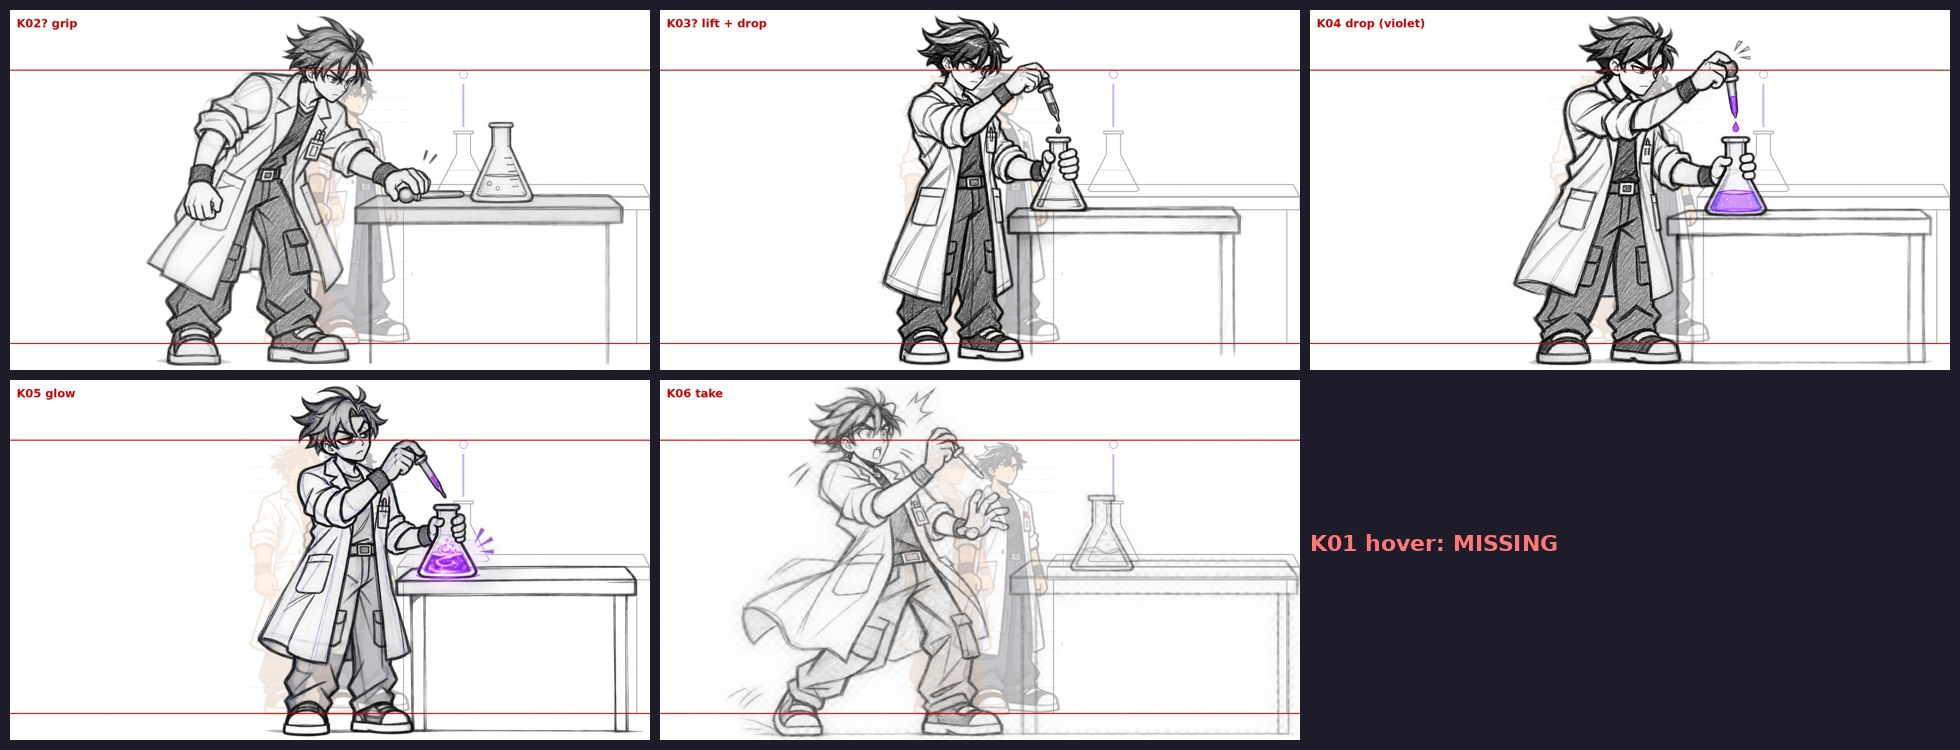 K02? grip
K03? lift + drop
K04 drop (violet)
K05 glow
K06 take
K01 hover: MISSING